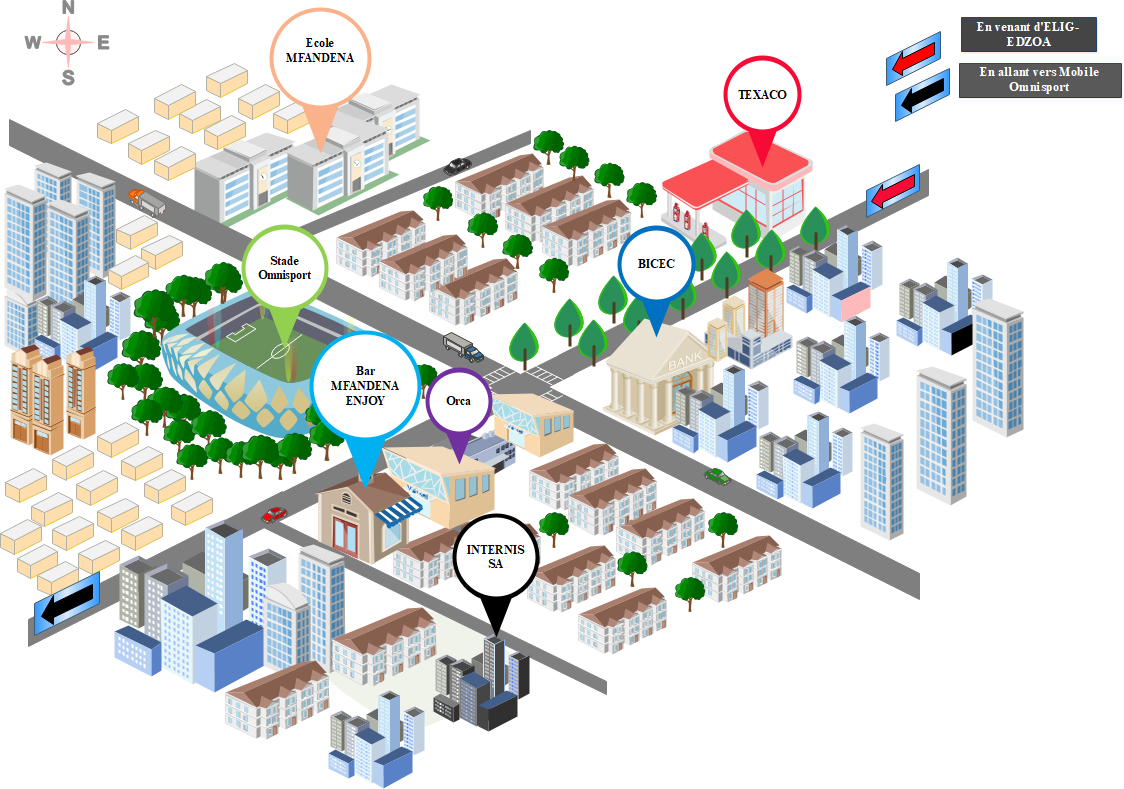 N
W E
S
Ecole
MFANDENA
TEXACO
En venant d'ELIG-
EDZOA
En allant vers Mobile
Omnisport
Stade
Omnisport
BICEC
BANK
Bar
MFANDENA
ENJOY
Orca
INTERNIS
SA